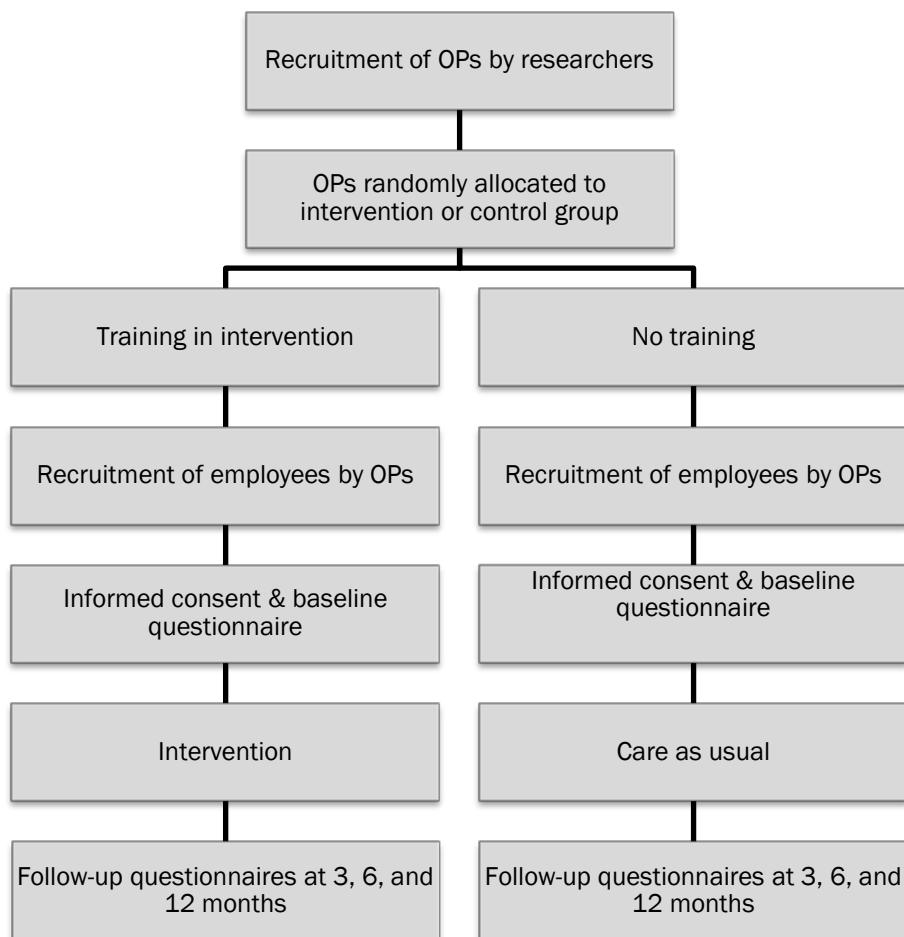 Recruitment of OPs by researchers
OPs randomly allocated to
intervention or control group
Training in intervention
No training
Recruitment of employees by OPs
Recruitment of employees by OPs
Informed consent & baseline
questionnaire
Informed consent & baseline
questionnaire
Intervention
Care as usual
Follow-up questionnaires at 3, 6, and
12 months
Follow-up questionnaires at 3, 6, and
12 months